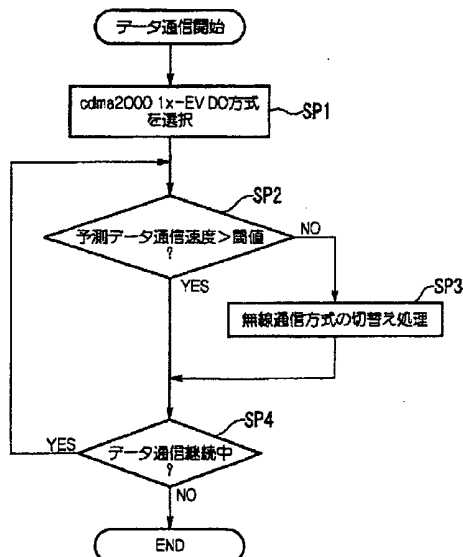 データ通信開始
cdma2000 1x-EV DO方式
を選択
SP1
SP2
予測データ通信速度>閾値
?
NO
YES
SP3
無線通信方式の切替え処理
SP4
YES
データ通信継続中
?
NO
END